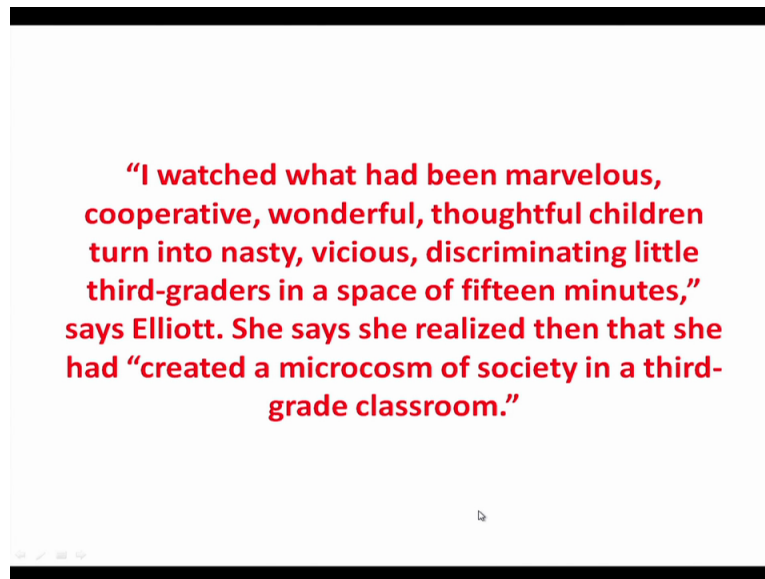 “I watched what had been marvelous,
cooperative, wonderful, thoughtful children
turn into nasty, vicious, discriminating little
third-graders in a space of fifteen minutes,”
says Elliott. She says she realized then that she
had “created a microcosm of society in a third-
grade classroom.”